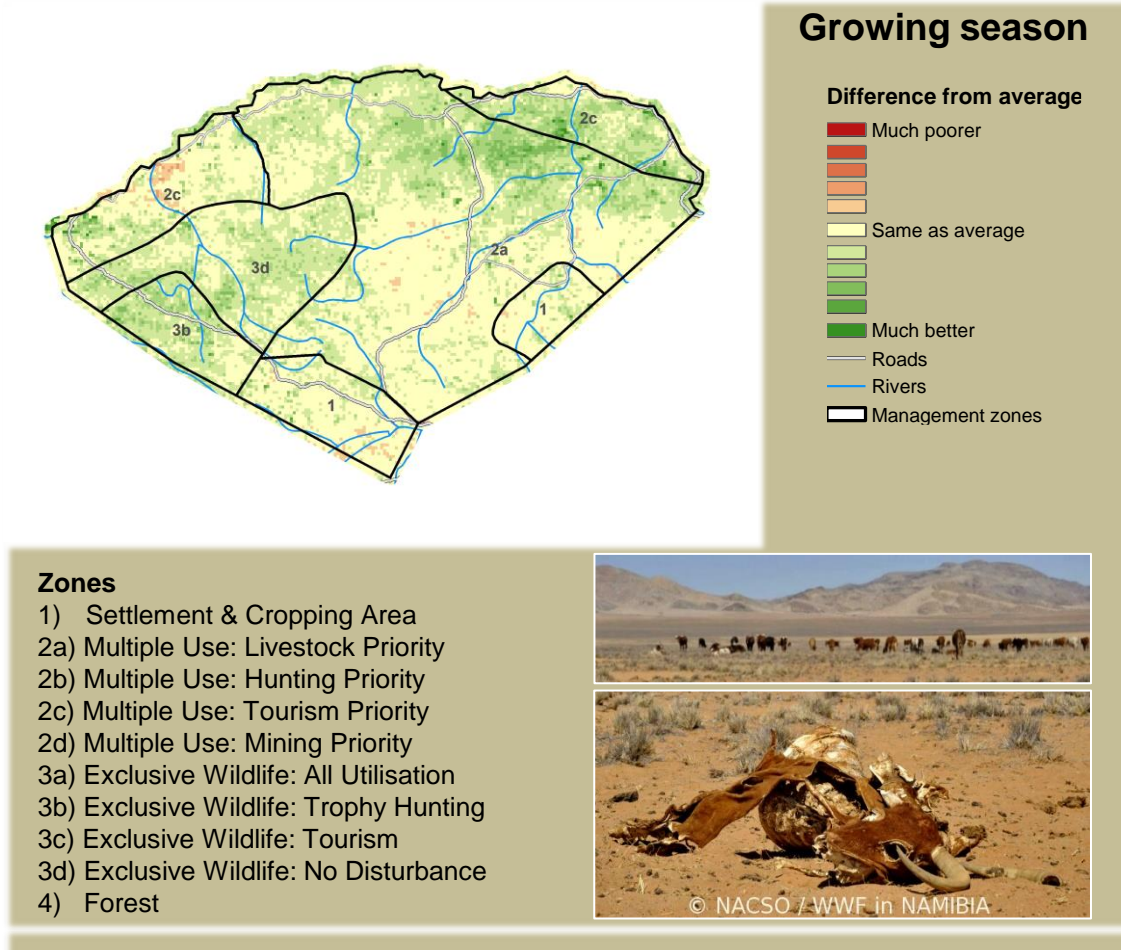 Growing season
Difference from average
Much poorer
Same as average
Much better
Roads
Rivers
Management zones
2c
2c
2a
3d
1
3b
1
Zones
1) Settlement & Cropping Area
2a) Multiple Use: Livestock Priority
2b) Multiple Use: Hunting Priority
2c) Multiple Use: Tourism Priority
2d) Multiple Use: Mining Priority
3a) Exclusive Wildlife: All Utilisation
3b) Exclusive Wildlife: Trophy Hunting
3c) Exclusive Wildlife: Tourism
3d) Exclusive Wildlife: No Disturbance
4) Forest
© NACSO / WWF in NAMIBIA